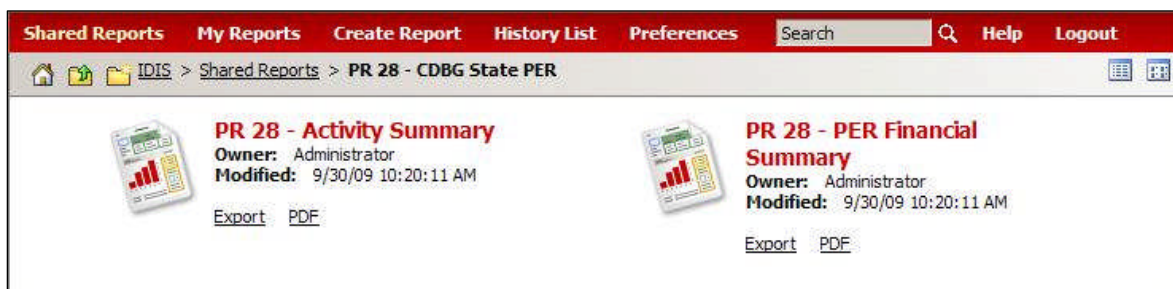 Shared Reports My Reports Create Report History List Preferences Search Help Logout
IDIS > Shared Reports > PR 28 - CDBG State PER
PR 28 - Activity Summary
Owner: Administrator
Modified: 9/30/09 10:20:11 AM
Export PDF
PR 28 - PER Financial
Summary
Owner: Administrator
Modified: 9/30/09 10:20:11 AM
Export PDF